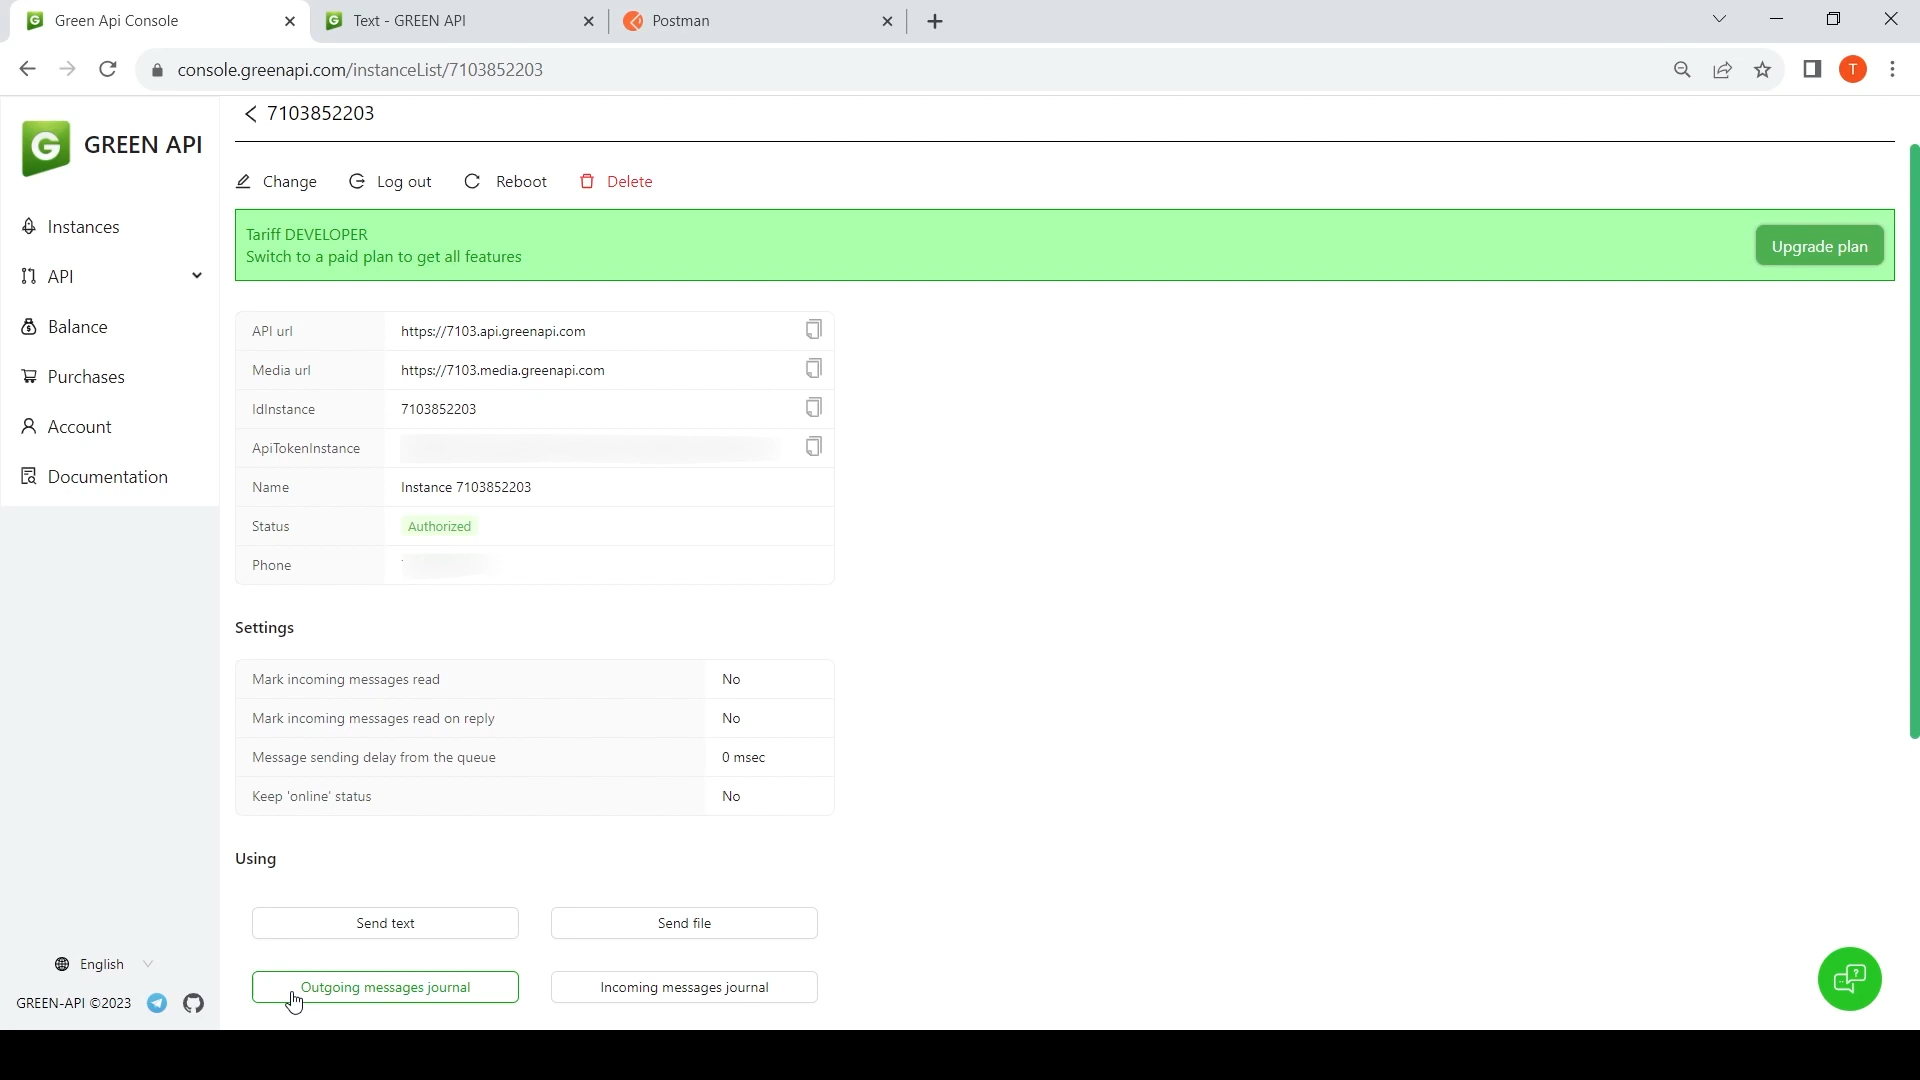 Green Api Console
Text - GREEN API
Postman
console.greenapi.com/instanceList/7103852203
T
G
GREEN API
Instances
API
Balance
Purchases
Account
Documentation
English
GREEN-API ©2023
7103852203
Change
Log out
Reboot
Delete
Tariff DEVELOPER
Switch to a paid plan to get all features
Upgrade plan
API url
https://7103.api.greenapi.com
Media url
https://7103.media.greenapi.com
IdInstance
7103852203
ApiTokenInstance
Name
Instance 7103852203
Status
Authorized
Phone
Settings
Mark incoming messages read
No
Mark incoming messages read on reply
No
Message sending delay from the queue
0 msec
Keep 'online' status
No
Using
Send text
Send file
Outgoing messages journal
Incoming messages journal